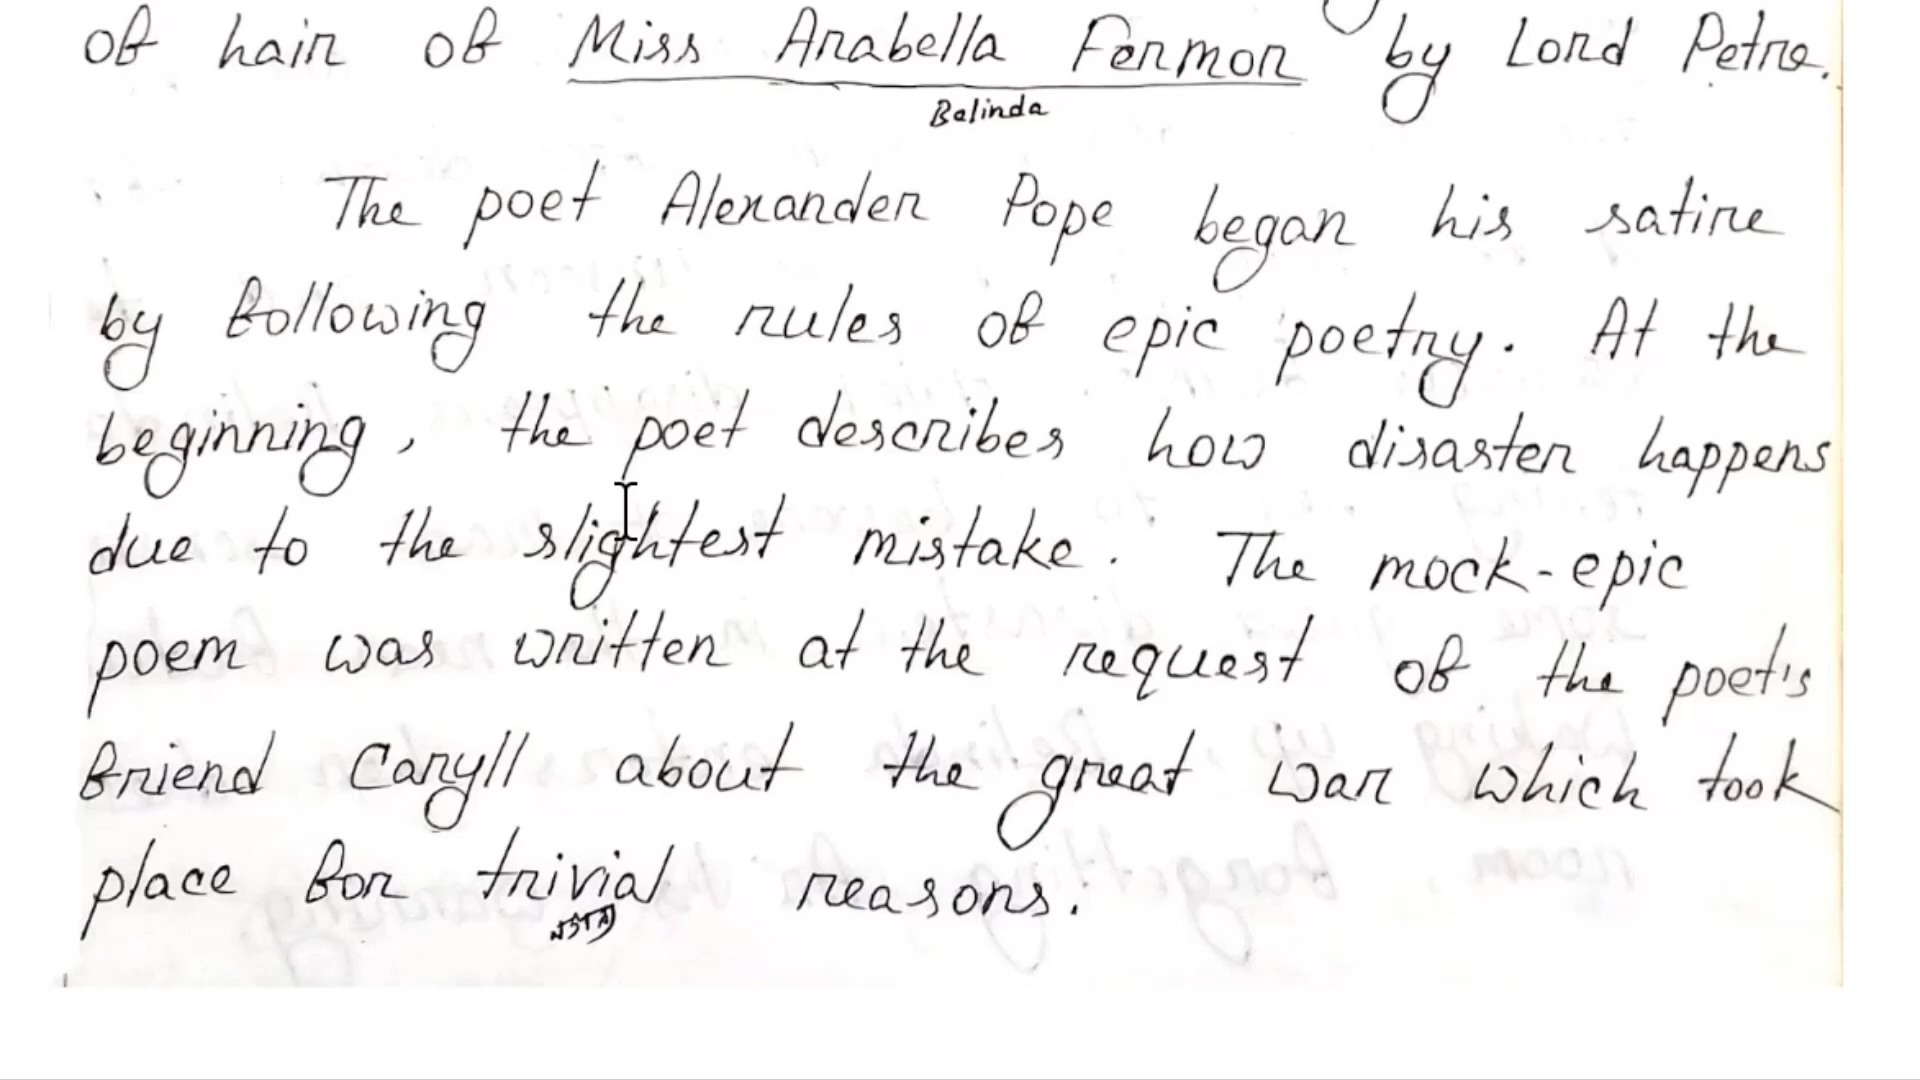 of hair of Miss Arabella Fermor by Lord Petre.
Belinda
The poet Alexander Pope began his satire
by following the rules of epic poetry. At the
beginning, the poet describes how disaster happens
due to the slightest mistake. The mock-epic
poem was written at the request of the poet's
friend Caryll about the great war which took
place for trivial reasons.